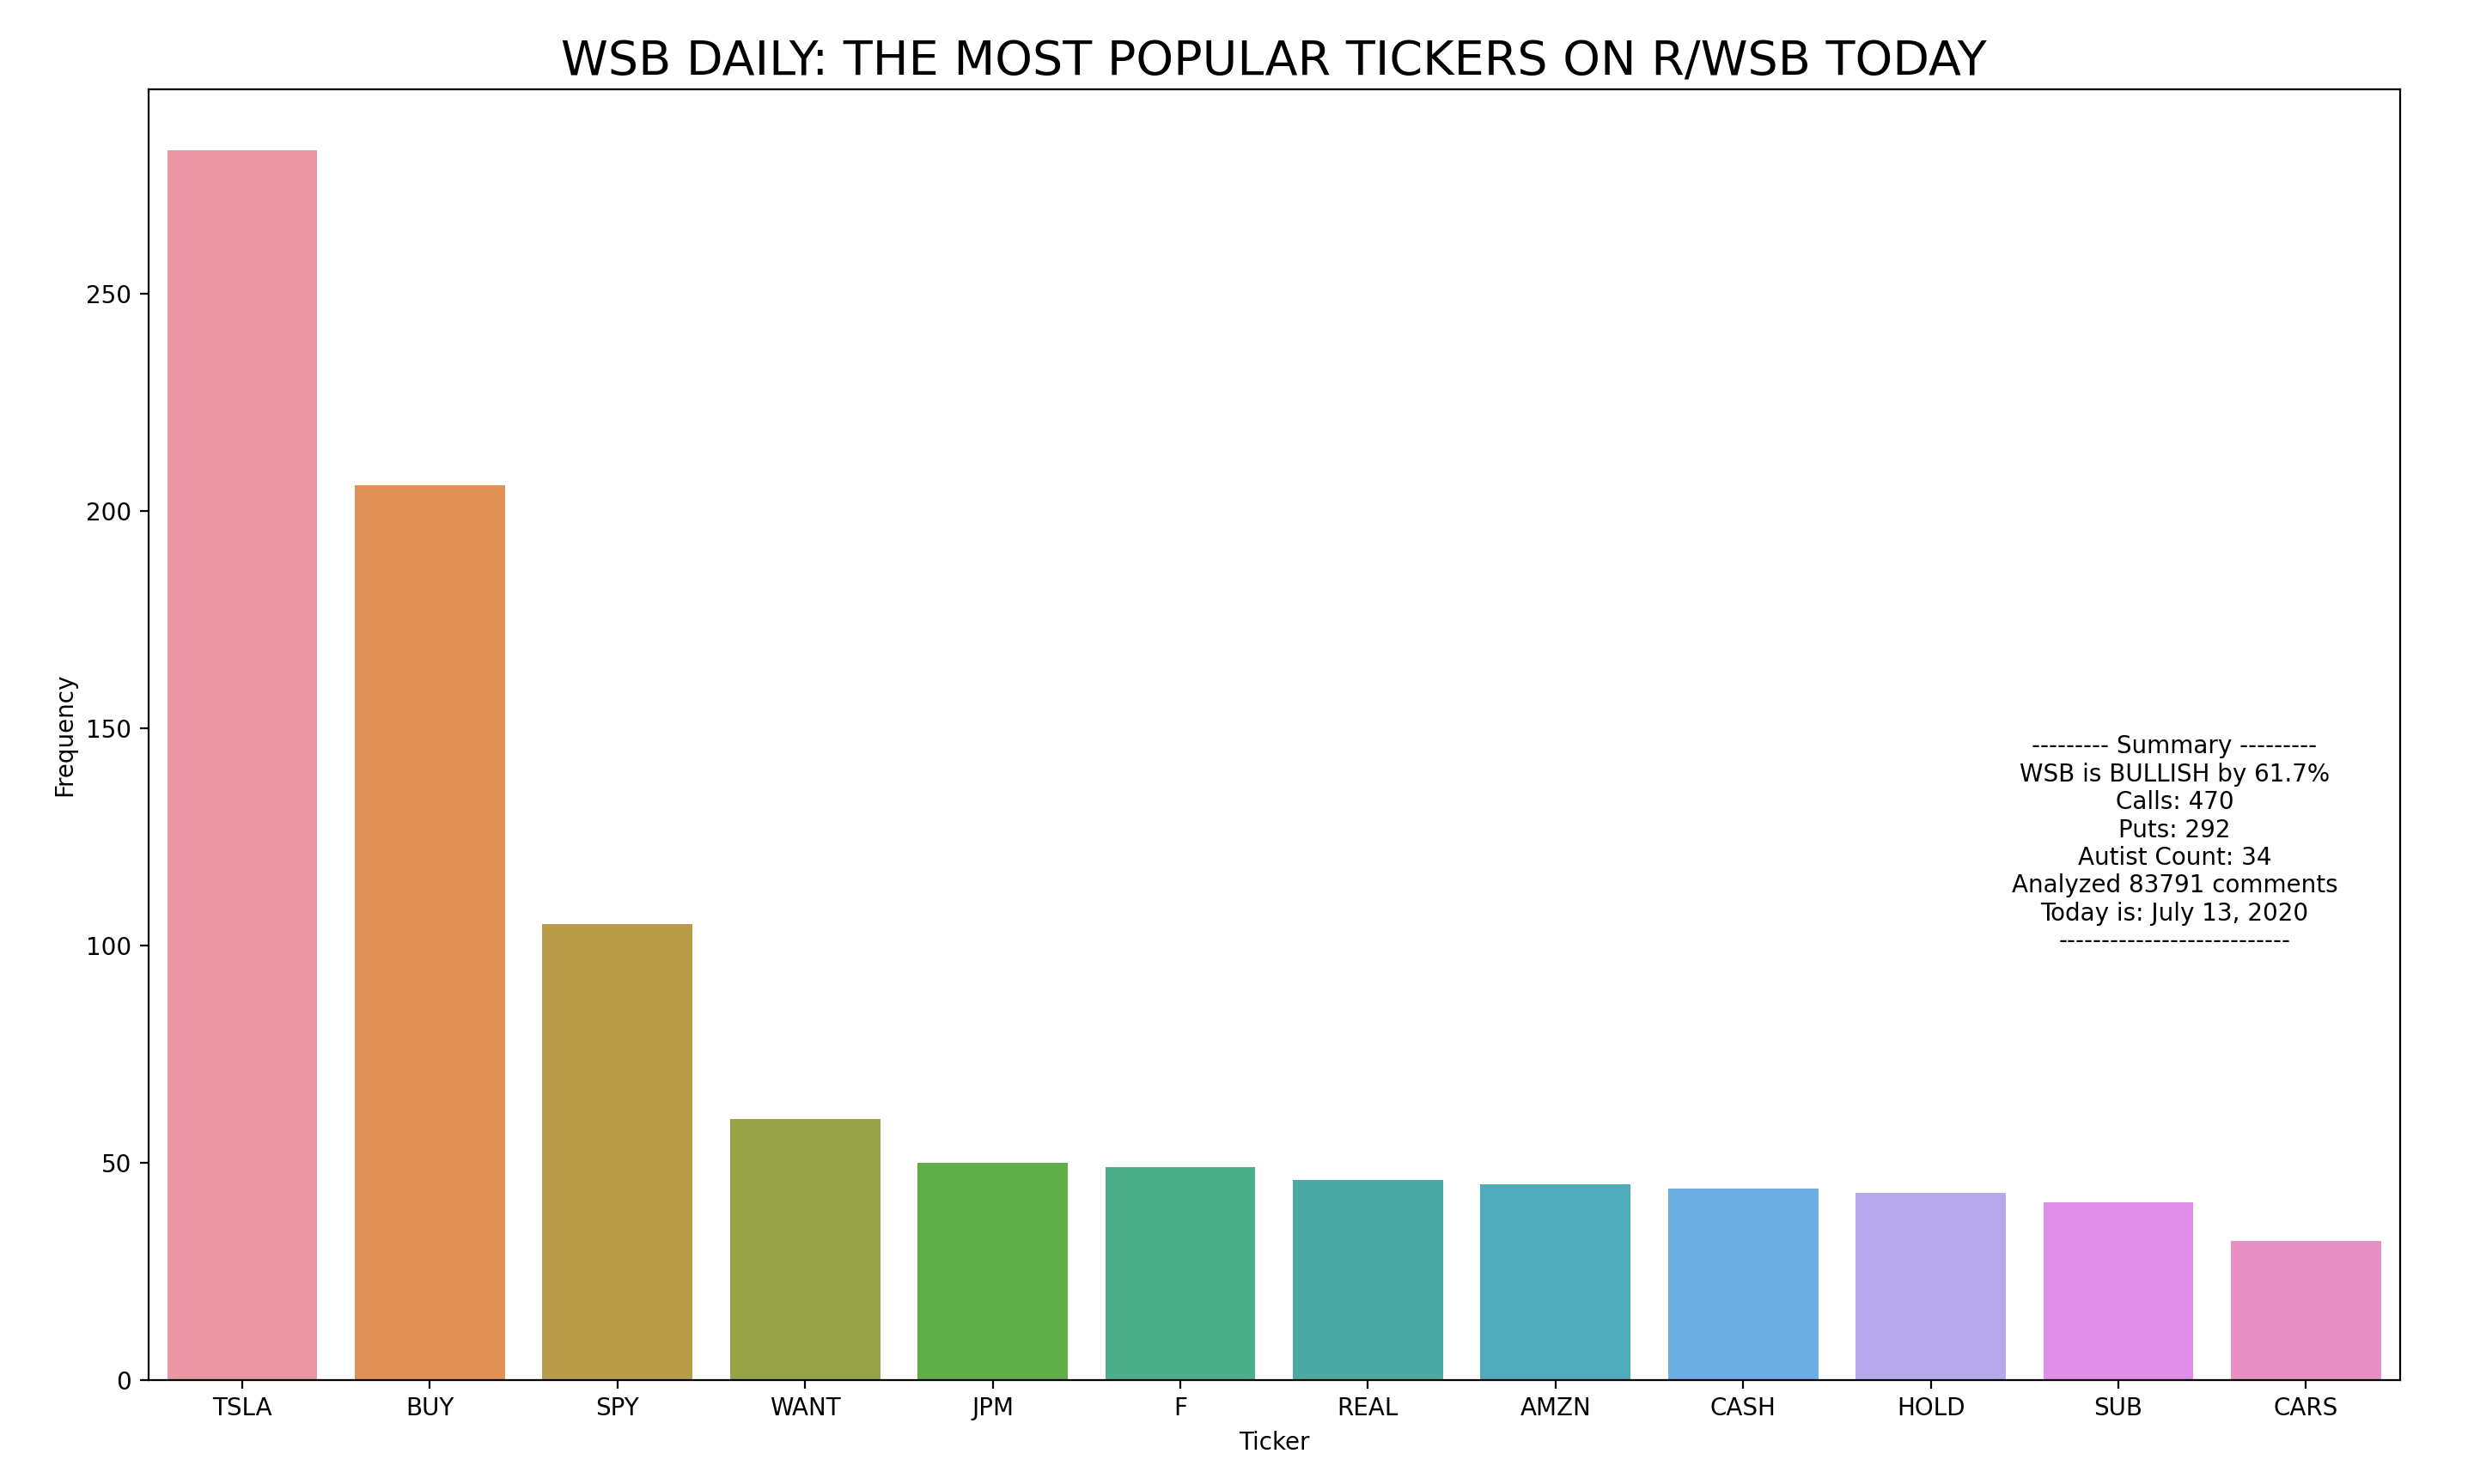 WSB DAILY: THE MOST POPULAR TICKERS ON R/WSB TODAY
250
200
150
100
50
0
Frequency
--------- Summary ---------
WSB is BULLISH by 61.7%
Calls: 470
Puts: 292
Autist Count: 34
Analyzed 83791 comments
Today is: July 13, 2020
---------------------------
TSLA BUY SPY WANT JPM F REAL AMZN CASH HOLD SUB CARS
Ticker